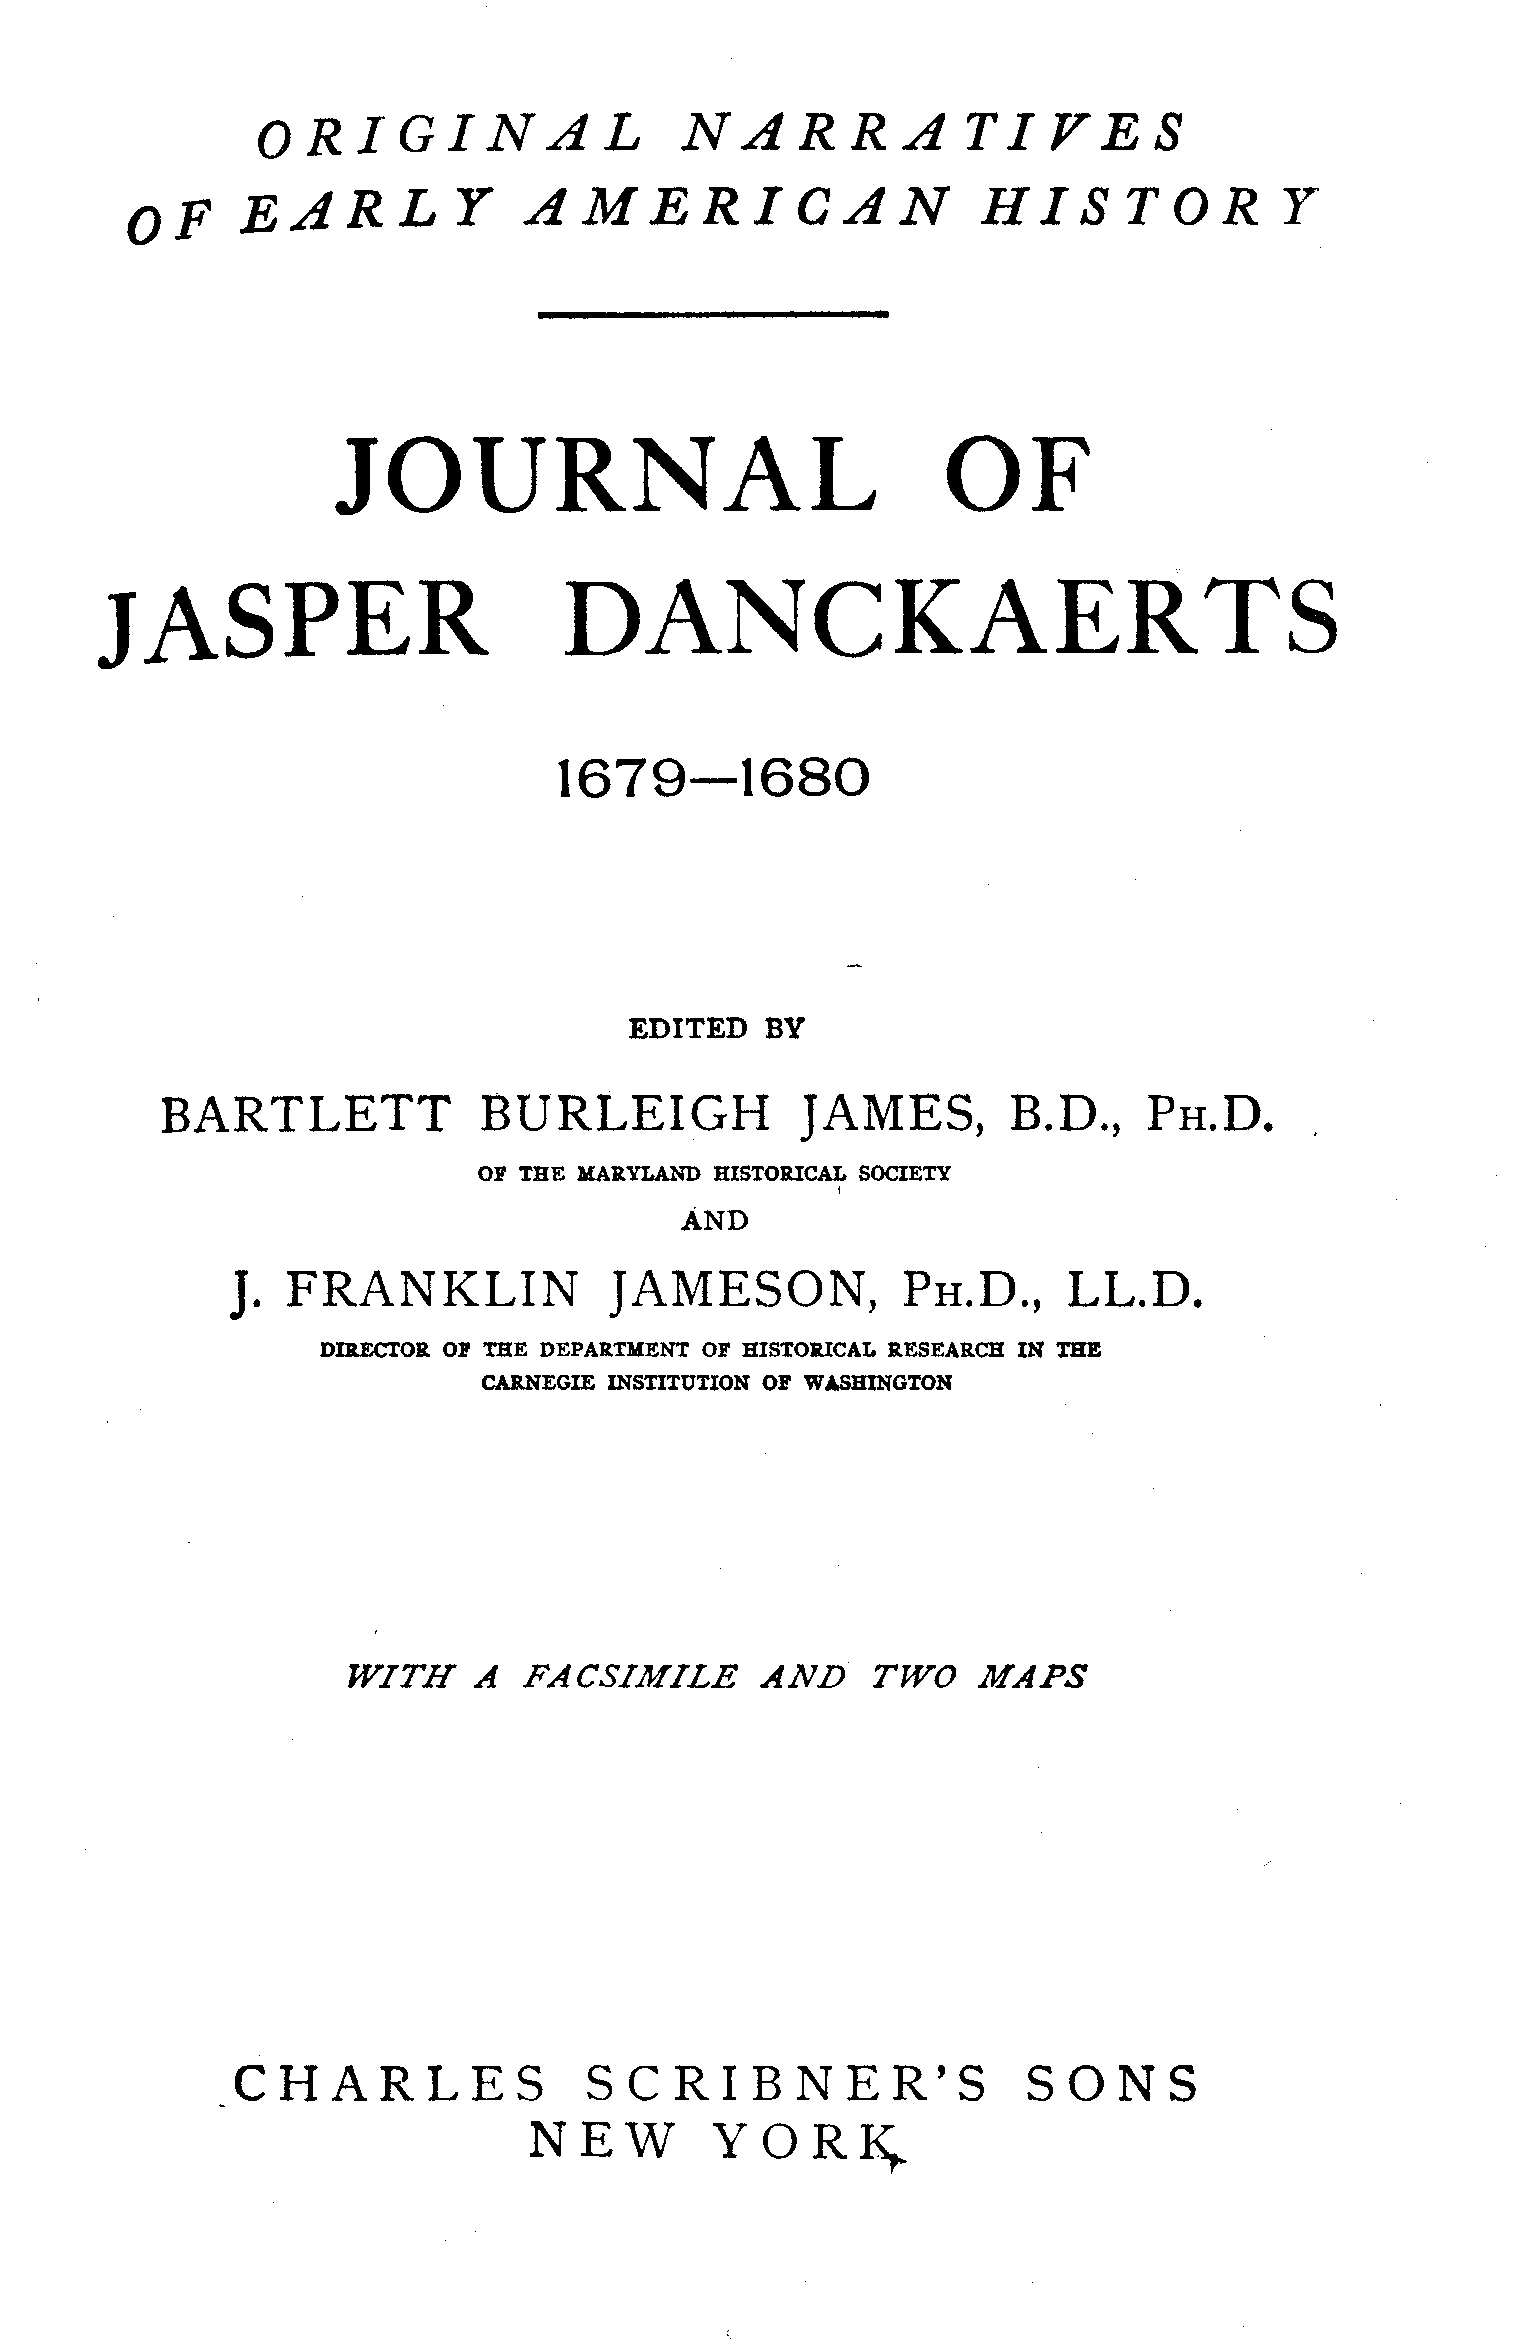 ORIGINAL NARRATIVES
OF EARLY AMERICAN HISTORY
JOURNAL OF
JASPER DANCKAERTS
1679—1680
EDITED BY
BARTLETT BURLEIGH JAMES, B.D., PH.D.
OF THE MARYLAND HISTORICAL SOCIETY
AND
J. FRANKLIN JAMESON, PH.D., LL.D.
DIRECTOR OF THE DEPARTMENT OF HISTORICAL RESEARCH IN THE
CARNEGIE INSTITUTION OF WASHINGTON
WITH A FACSIMILE AND TWO MAPS
CHARLES SCRIBNER'S SONS
NEW YORK